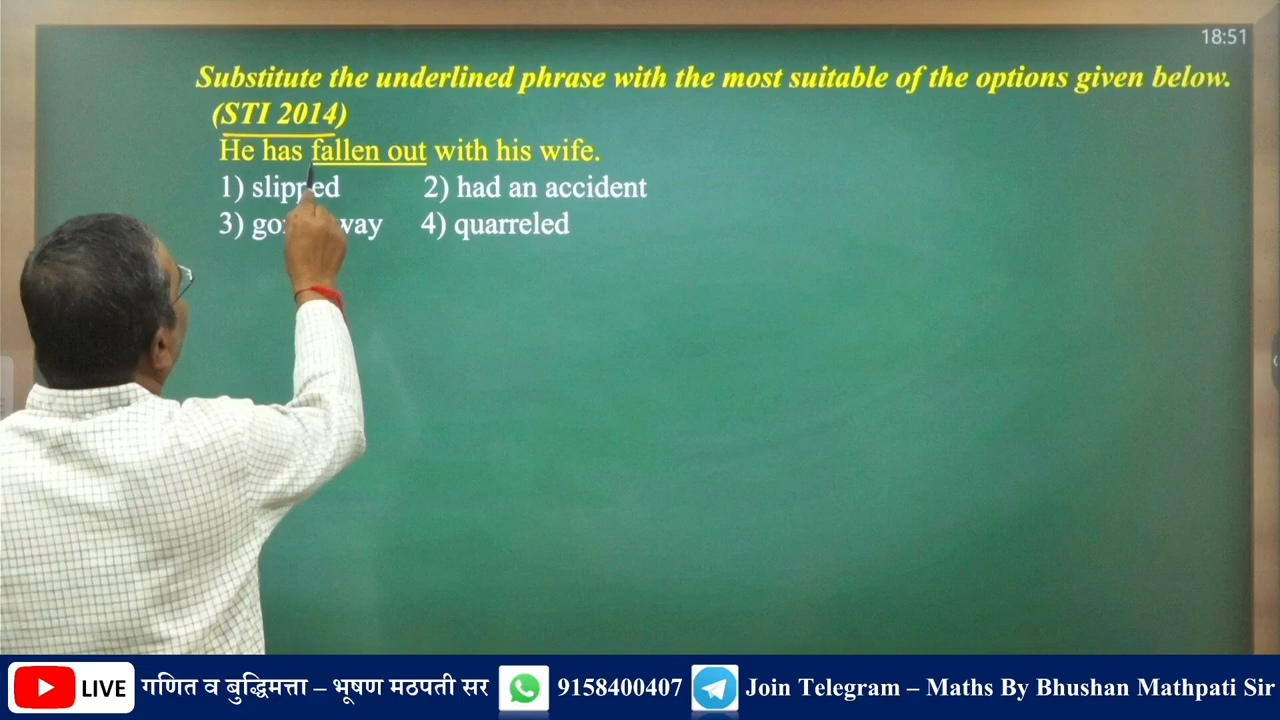 18:51
Substitute the underlined phrase with the most suitable of the options given below.
(STI 2014)
He has fallen out with his wife.
1) slipped 2) had an accident
3) 4) quarreled
LIVE गणित व बुद्धिमत्ता – भूषण मठपती सर 9158400407 Join Telegram – Maths By Bhushan Mathpati Sir